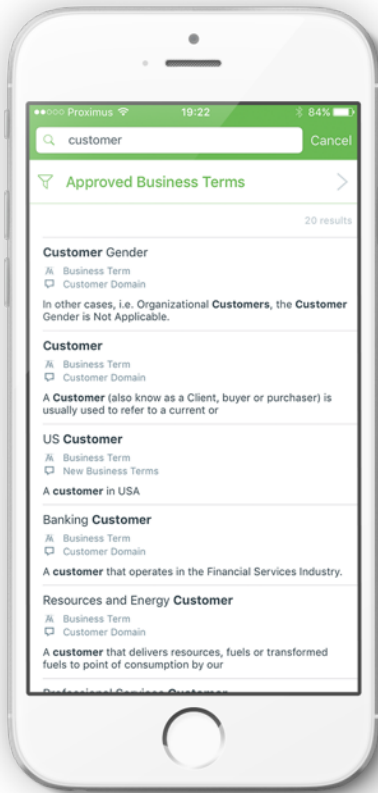 Proximus 19:22 84%
customer Cancel
Approved Business Terms
20 results
Customer Gender
Business Term
Customer Domain
In other cases, i.e. Organizational Customers, the Customer
Gender is Not Applicable.
Customer
Business Term
Customer Domain
A Customer (also know as a Client, buyer or purchaser) is
usually used to refer to a current or
US Customer
Business Term
New Business Terms
A customer in USA
Banking Customer
Business Term
Customer Domain
A customer that operates in the Financial Services Industry.
Resources and Energy Customer
Business Term
Customer Domain
A customer that delivers resources, fuels or transformed
fuels to point of consumption by our
Professional Services Customer